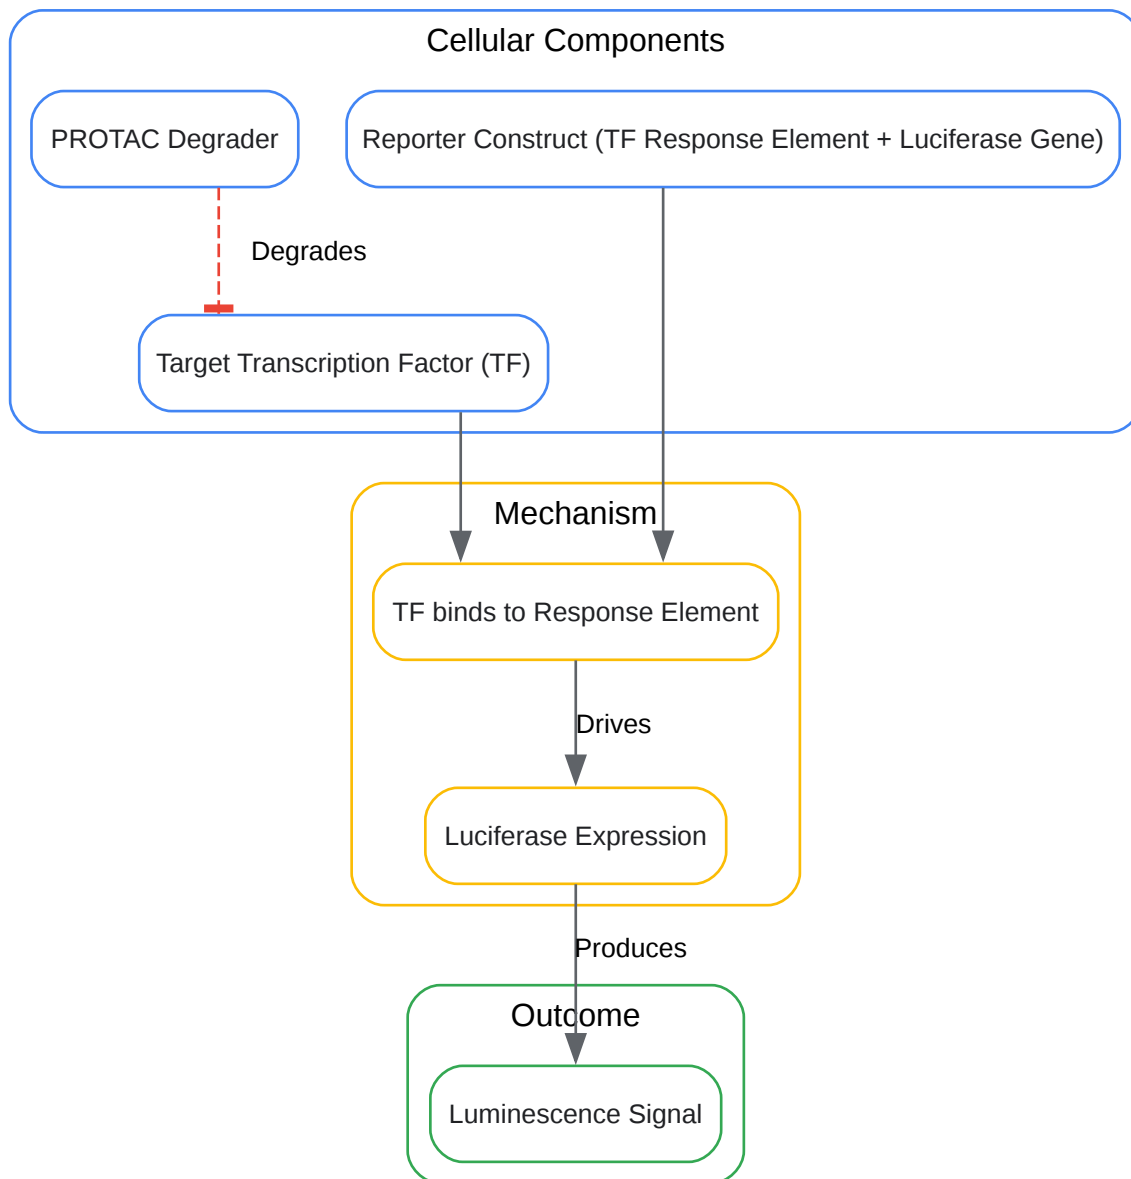 Cellular Components
PROTAC Degrader
Reporter Construct (TF Response Element + Luciferase Gene)
Degrades
Target Transcription Factor (TF)
Mechanism
TF binds to Response Element
Drives
Luciferase Expression
Produces
Outcome
Luminescence Signal